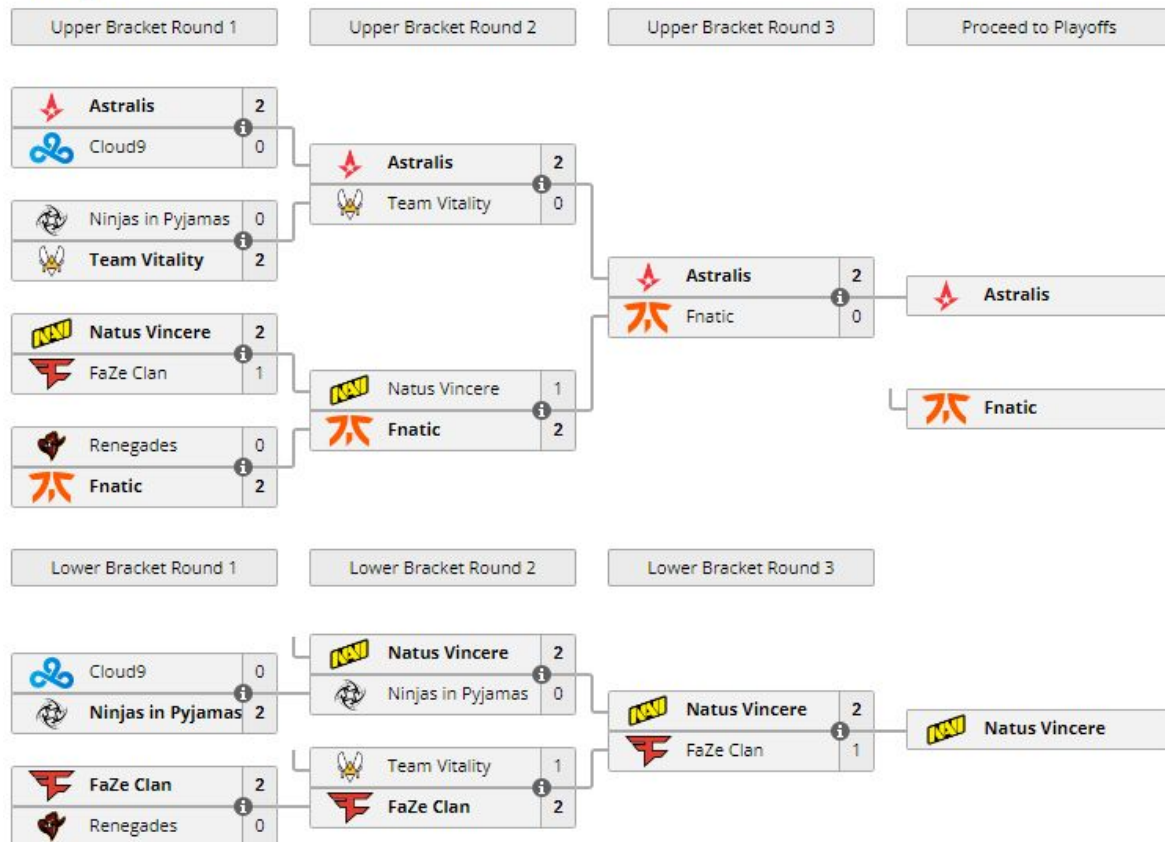 Upper Bracket Round 1 Upper Bracket Round 2 Upper Bracket Round 3 Proceed to Playoffs
Astralis 2
Cloud9 0
Ninjas in Pyjamas 0
Team Vitality 2
Natus Vincere 2
FaZe Clan 1
Renegades 0
Fnatic 2
Astralis 2
Team Vitality 0
Natus Vincere 1
Fnatic 2
Astralis 2
Fnatic 0
Astralis
Fnatic
Lower Bracket Round 1 Lower Bracket Round 2 Lower Bracket Round 3
Cloud9 0
Ninjas in Pyjamas 2
FaZe Clan 2
Renegades 0
Natus Vincere 2
Ninjas in Pyjamas 0
Team Vitality 1
FaZe Clan 2
Natus Vincere 2
FaZe Clan 1
Natus Vincere